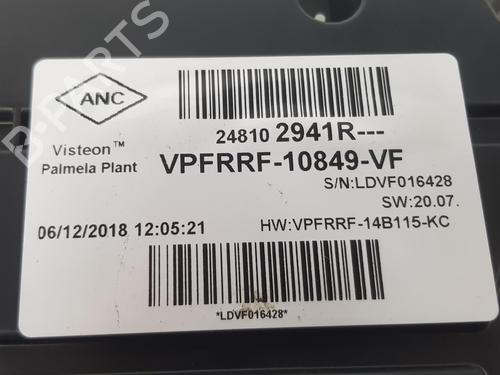 ANC
24810 2941R---
Visteon™
Palmela Plant
VPFRRF-10849-VF
S/N:LDVF016428
SW:20.07.
06/12/2018 12:05:21
HW:VPFRRF-14B115-KC
*LDVF016428*
B-PARTS